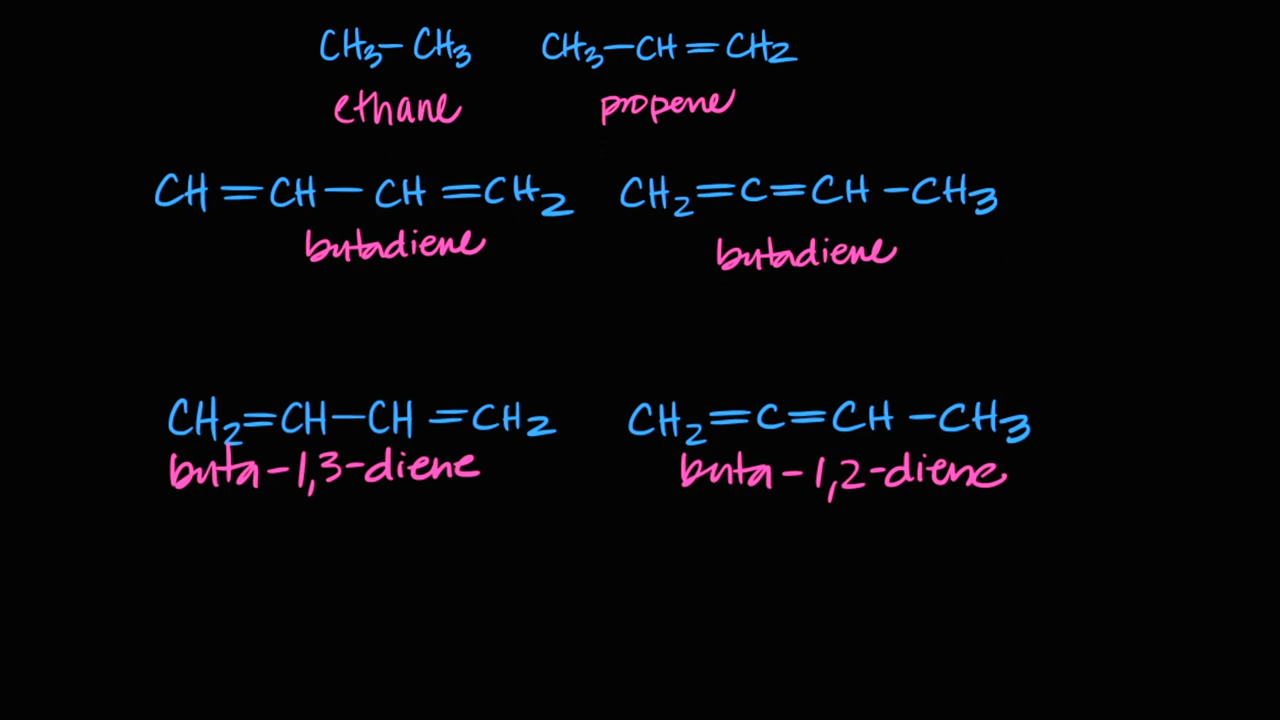 CH₃–CH₃ CH₃–CH=CH₂
ethane propene
CH=CH–CH=CH₂ CH₂=C=CH–CH₃
butadiene butadiene
CH₂=CH–CH=CH₂ CH₂=C=CH–CH₃
buta-1,3-diene buta-1,2-diene